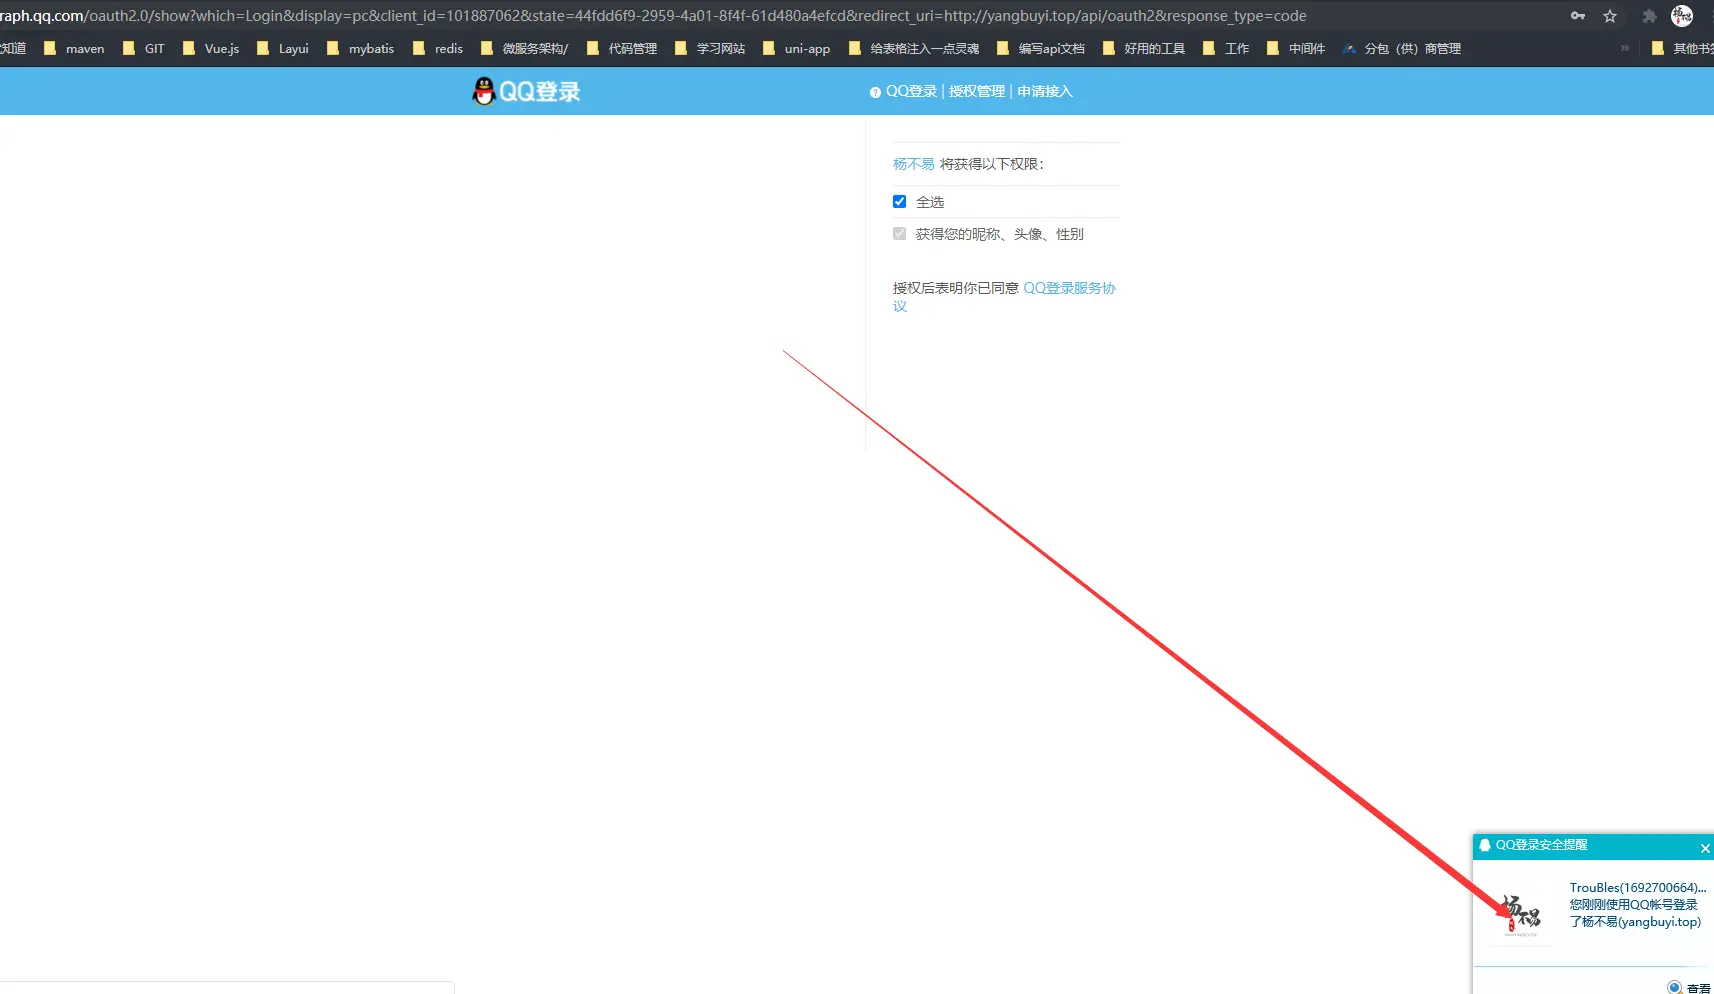 raph.qq.com/oauth2.0/show?which=Login&display=pc&client_id=101887062&state=44fdd6f9-2959-4a01-8f4f-61d480a4efcd&redirect_uri=http://yangbuyi.top/api/oauth2&response_type=code
知道 maven GIT Vue.js Layui mybatis redis 微服务架构/ 代码管理 学习网站 uni-app 给表格注入一点灵魂 编写api文档 好用的工具 工作 中间件 分包（供）商管理 » 其他书签
QQ登录
QQ登录 | 授权管理 | 申请接入
杨不易 将获得以下权限：
全选
获得您的昵称、头像、性别
授权后表明你已同意 QQ登录服务协
议
QQ登录安全提醒
杨不易
TrouBles(1692700664)...
您刚刚使用QQ帐号登录
了杨不易(yangbuyi.top)
查看